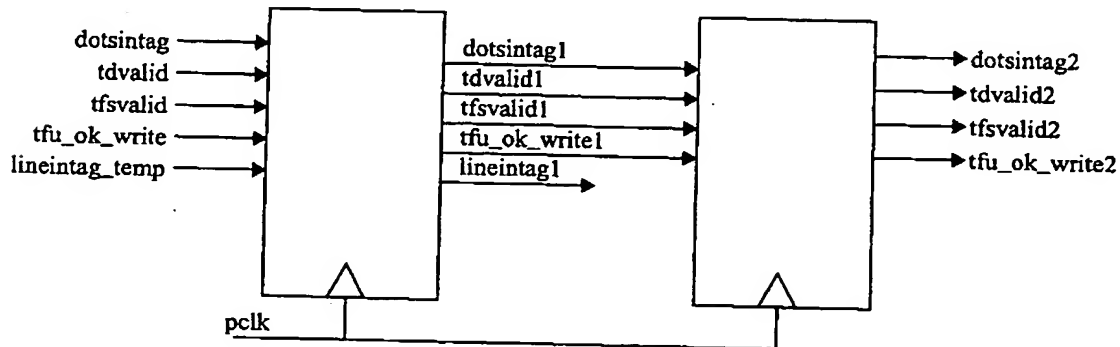 dotsintag
tdvalid
tfsvalid
tfu_ok_write
lineintag_temp
dotsintag1
tdvalid1
tfsvalid1
tfu_ok_write1
lineintag1
dotsintag2
tdvalid2
tfsvalid2
tfu_ok_write2
pclk